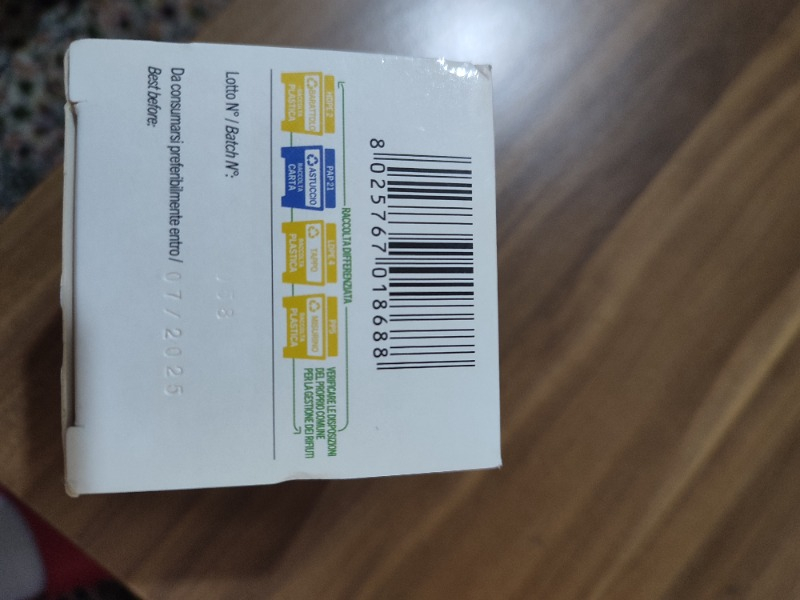 8 025767 018688
RACCOLTA DIFFERENZIATA
HDPE 2
BARATTOLO
RACCOLTA
PLASTICA
PAP 21
ASTUCCIO
RACCOLTA
CARTA
LDPE 4
TAPPO
RACCOLTA
PLASTICA
PP5
MISURINO
RACCOLTA
PLASTICA
VERIFICARE LE DISPOSIZIONI
DEL PROPRIO COMUNE
PER LA GESTIONE DEI RIFIUTI
Lotto N° / Batch N°:
Da consumarsi preferibilmente entro / 07/2025
Best before: